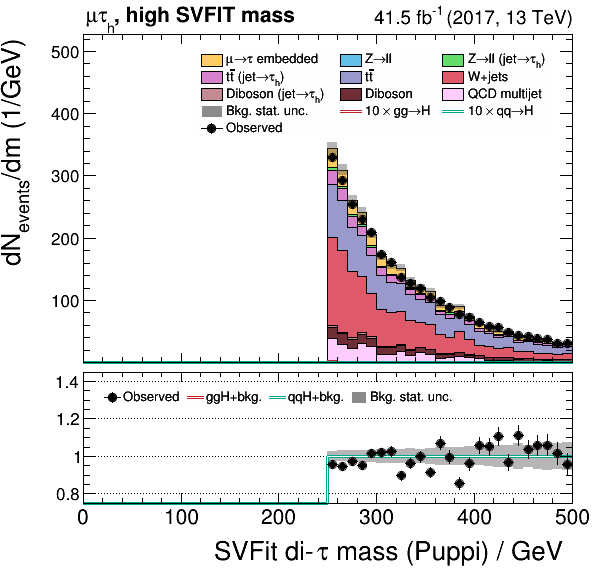 μτh, high SVFIT mass
41.5 fb⁻¹ (2017, 13 TeV)
dNevents/dm (1/GeV)
500
400
300
200
100
μ→τ embedded
Z→ll
Z→ll (jet→τh)
tt̄ (jet→τh)
tt̄
W+jets
Diboson (jet→τh)
Diboson
QCD multijet
Bkg. stat. unc.
10 × gg→H
10 × qq→H
Observed
1.4
1.2
1
0.8
Observed
ggH+bkg.
qqH+bkg.
Bkg. stat. unc.
0
100
200
300
400
500
SVFit di-τ mass (Puppi) / GeV